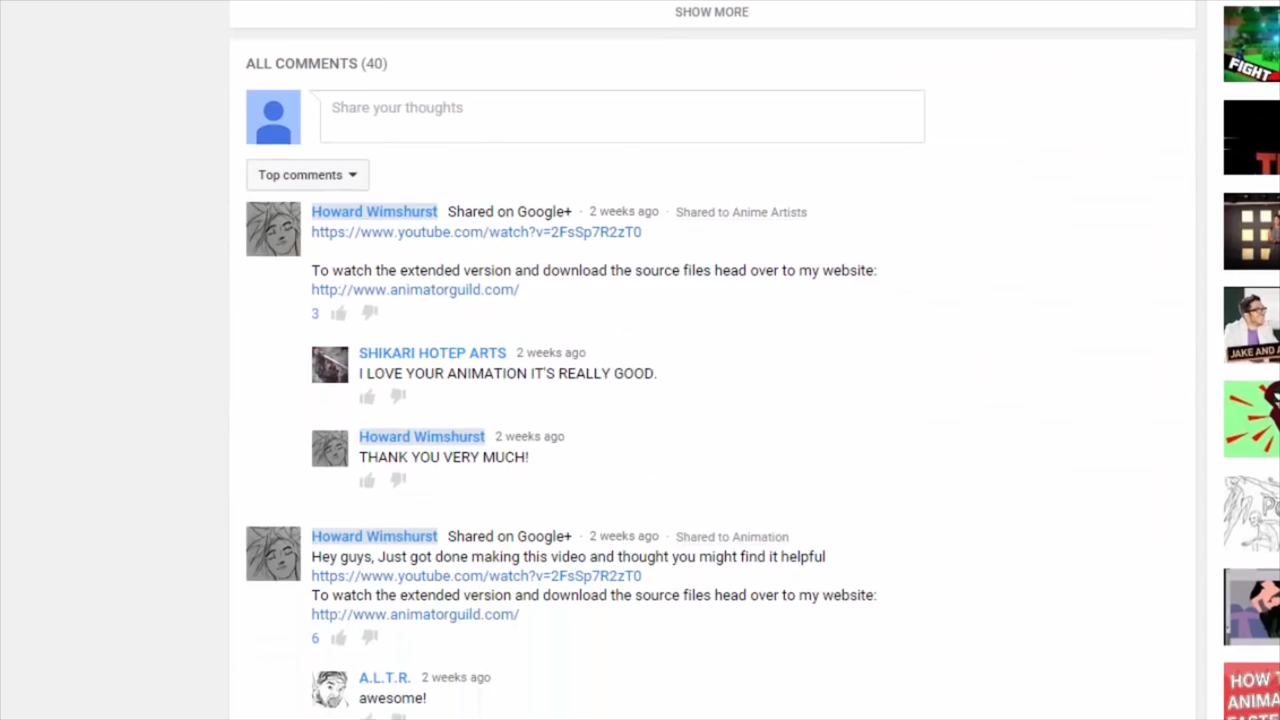 SHOW MORE
ALL COMMENTS (40)
Share your thoughts
Top comments
Howard Wimshurst Shared on Google+ · 2 weeks ago · Shared to Anime Artists
https://www.youtube.com/watch?v=2FsSp7R2zT0
To watch the extended version and download the source files head over to my website:
http://www.animatorguild.com/
3
SHIKARI HOTEP ARTS 2 weeks ago
I LOVE YOUR ANIMATION IT'S REALLY GOOD.
Howard Wimshurst 2 weeks ago
THANK YOU VERY MUCH!
Howard Wimshurst Shared on Google+ · 2 weeks ago · Shared to Animation
Hey guys, Just got done making this video and thought you might find it helpful
https://www.youtube.com/watch?v=2FsSp7R2zT0
To watch the extended version and download the source files head over to my website:
http://www.animatorguild.com/
6
A.L.T.R. 2 weeks ago
awesome!
FIGHT
JAKE AND
HOW
ANIMA